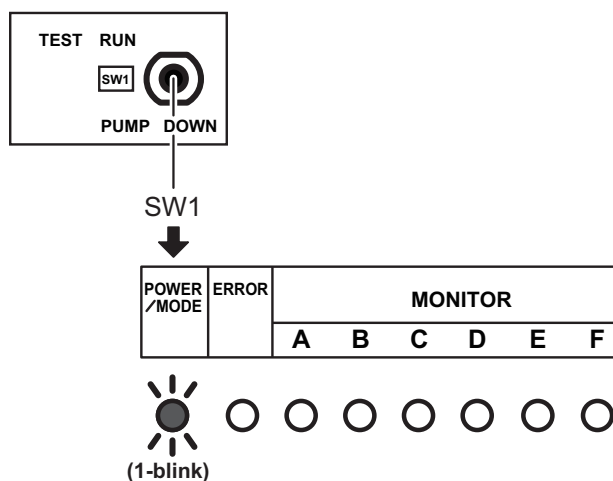 TEST RUN
SW1
PUMP DOWN
SW1
POWER
/MODE
ERROR
MONITOR
A B C D E F
(1-blink)